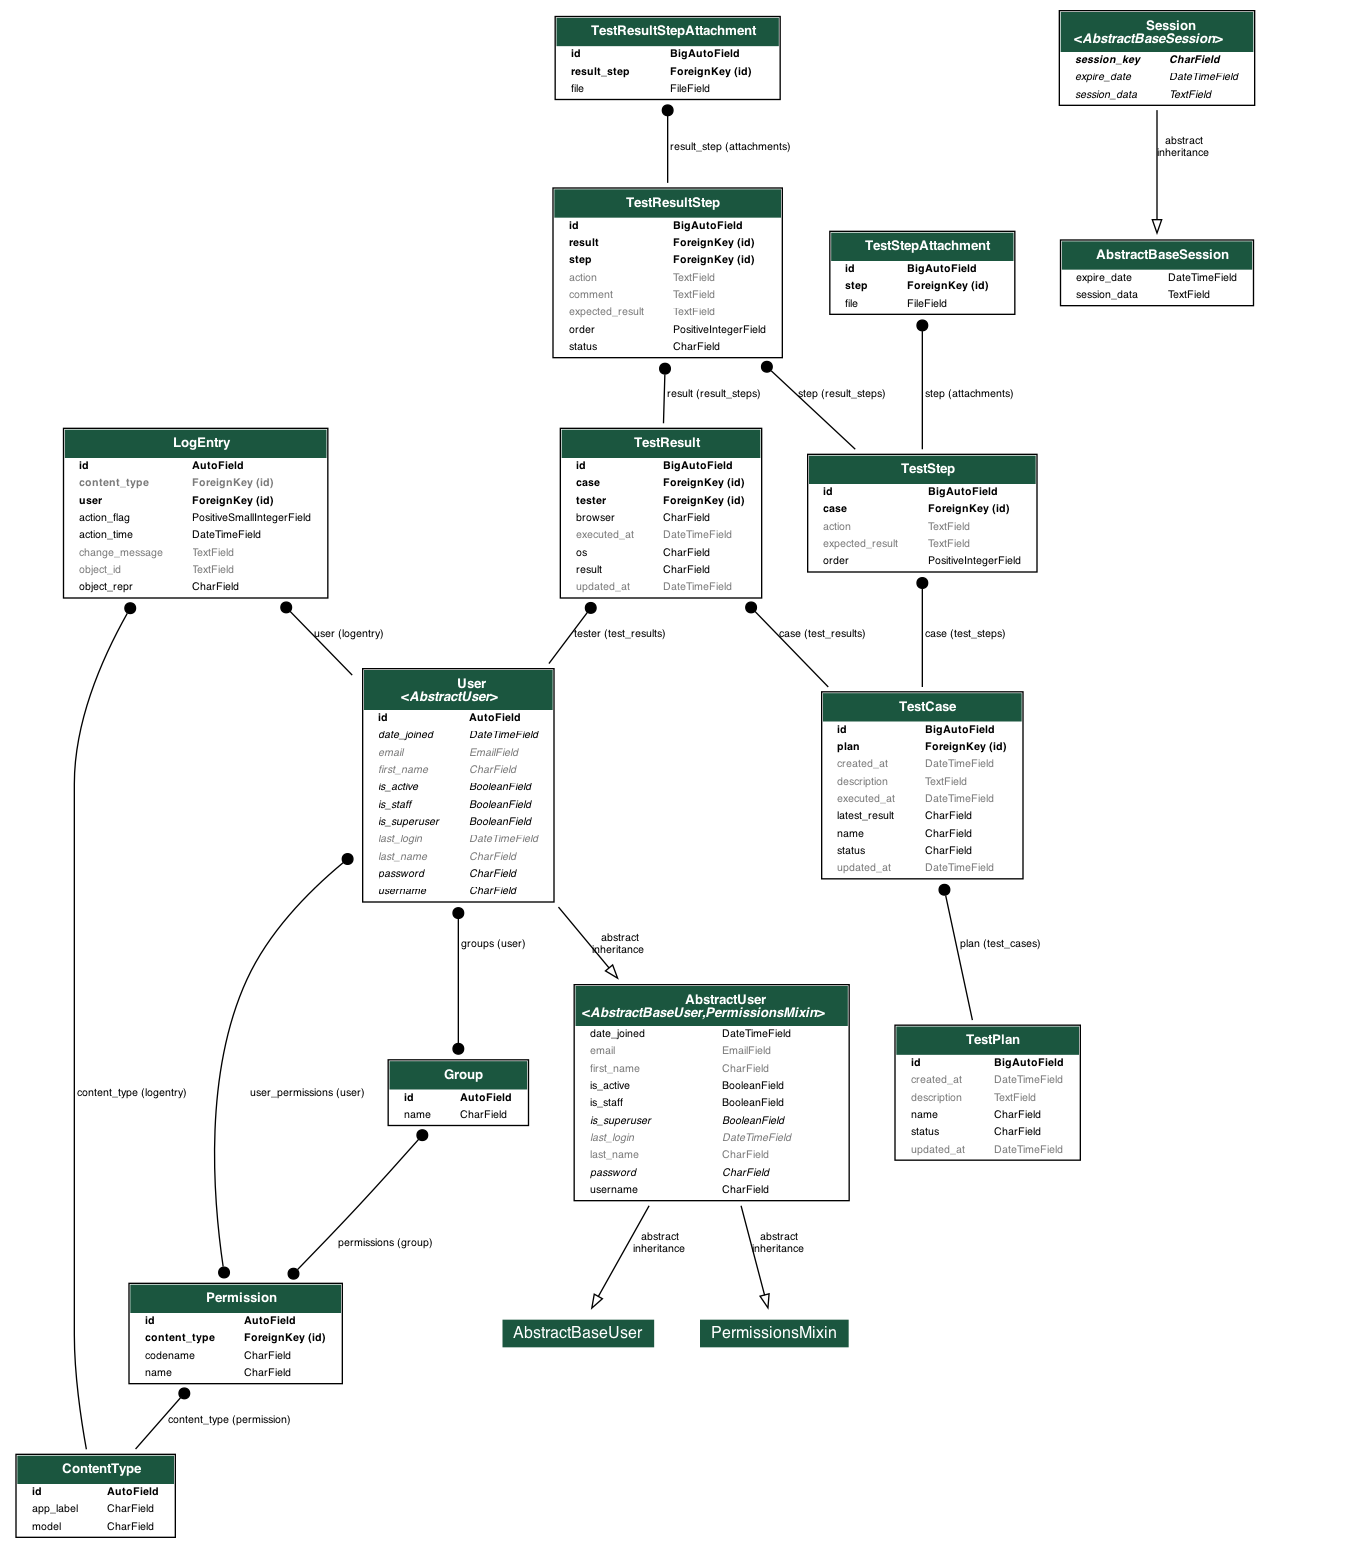 TestResultStepAttachment
id BigAutoField
result_step ForeignKey (id)
file FileField
Session
<AbstractBaseSession>
session_key CharField
expire_date DateTimeField
session_data TextField
result_step (attachments)
abstract
inheritance
TestResultStep
id BigAutoField
result ForeignKey (id)
step ForeignKey (id)
action TextField
comment TextField
expected_result TextField
order PositiveIntegerField
status CharField
TestStepAttachment
id BigAutoField
step ForeignKey (id)
file FileField
AbstractBaseSession
expire_date DateTimeField
session_data TextField
result (result_steps)
step (result_steps)
step (attachments)
LogEntry
id AutoField
content_type ForeignKey (id)
user ForeignKey (id)
action_flag PositiveSmallIntegerField
action_time DateTimeField
change_message TextField
object_id TextField
object_repr CharField
TestResult
id BigAutoField
case ForeignKey (id)
tester ForeignKey (id)
browser CharField
executed_at DateTimeField
os CharField
result CharField
updated_at DateTimeField
TestStep
id BigAutoField
case ForeignKey (id)
action TextField
expected_result TextField
order PositiveIntegerField
user (logentry)
tester (test_results)
case (test_results)
case (test_steps)
User
<AbstractUser>
id AutoField
date_joined DateTimeField
email EmailField
first_name CharField
is_active BooleanField
is_staff BooleanField
is_superuser BooleanField
last_login DateTimeField
last_name CharField
password CharField
username CharField
TestCase
id BigAutoField
plan ForeignKey (id)
created_at DateTimeField
description TextField
executed_at DateTimeField
latest_result CharField
name CharField
status CharField
updated_at DateTimeField
groups (user)
abstract
inheritance
plan (test_cases)
AbstractUser
<AbstractBaseUser,PermissionsMixin>
date_joined DateTimeField
email EmailField
first_name CharField
is_active BooleanField
is_staff BooleanField
is_superuser BooleanField
last_login DateTimeField
last_name CharField
password CharField
username CharField
TestPlan
id BigAutoField
created_at DateTimeField
description TextField
name CharField
status CharField
updated_at DateTimeField
content_type (logentry)
user_permissions (user)
Group
id AutoField
name CharField
permissions (group)
abstract
inheritance
abstract
inheritance
Permission
id AutoField
content_type ForeignKey (id)
codename CharField
name CharField
AbstractBaseUser
PermissionsMixin
content_type (permission)
ContentType
id AutoField
app_label CharField
model CharField